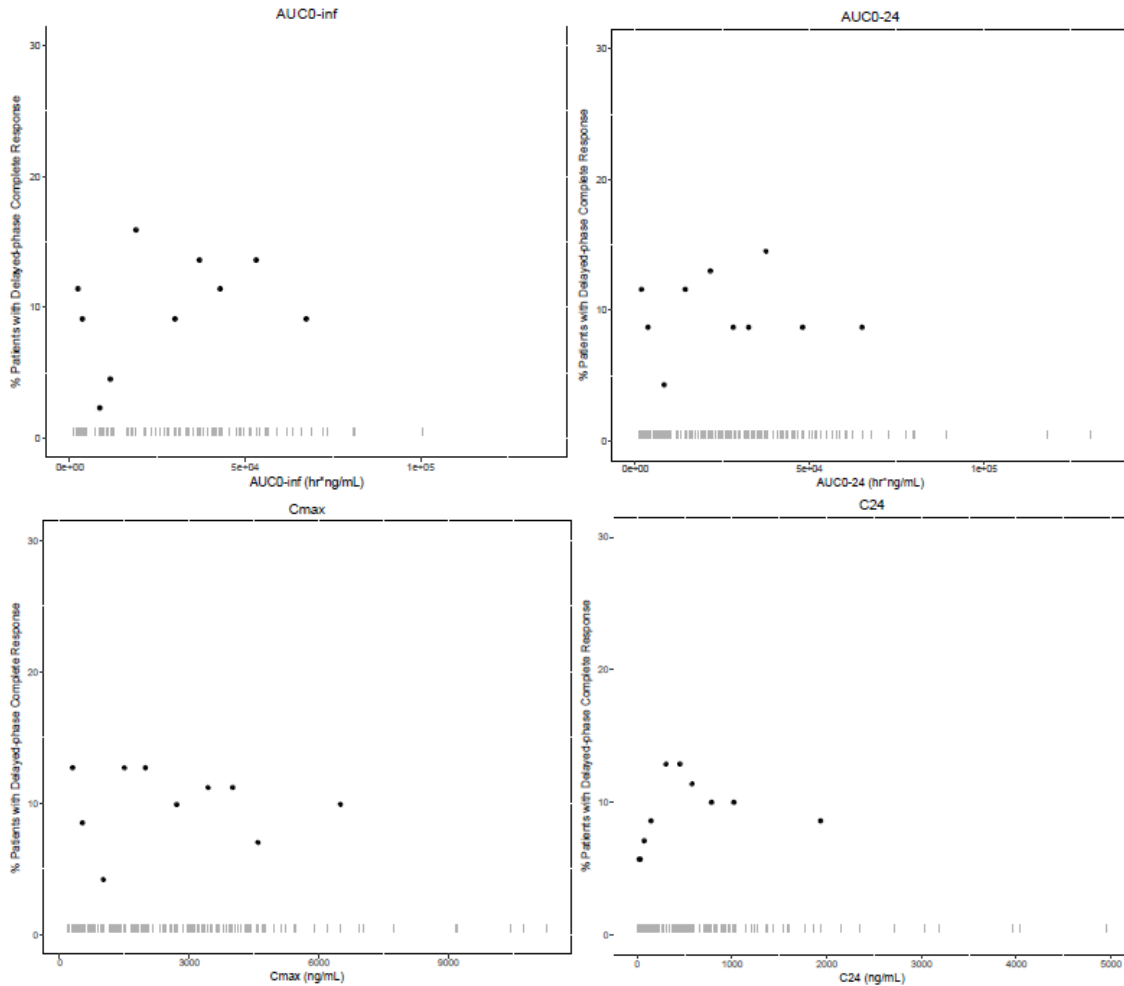 AUC0-inf
% Patients with Delayed-phase Complete Response
30
20
10
0
0e+00
5e+04
1e+05
AUC0-inf (hr*ng/mL)
AUC0-24
% Patients with Delayed-phase Complete Response
30
20
10
0
0e+00
5e+04
1e+05
AUC0-24 (hr*ng/mL)
Cmax
% Patients with Delayed-phase Complete Response
30
20
10
0
0
3000
6000
9000
Cmax (ng/mL)
C24
% Patients with Delayed-phase Complete Response
30
20
10
0
0
1000
2000
3000
4000
5000
C24 (ng/mL)